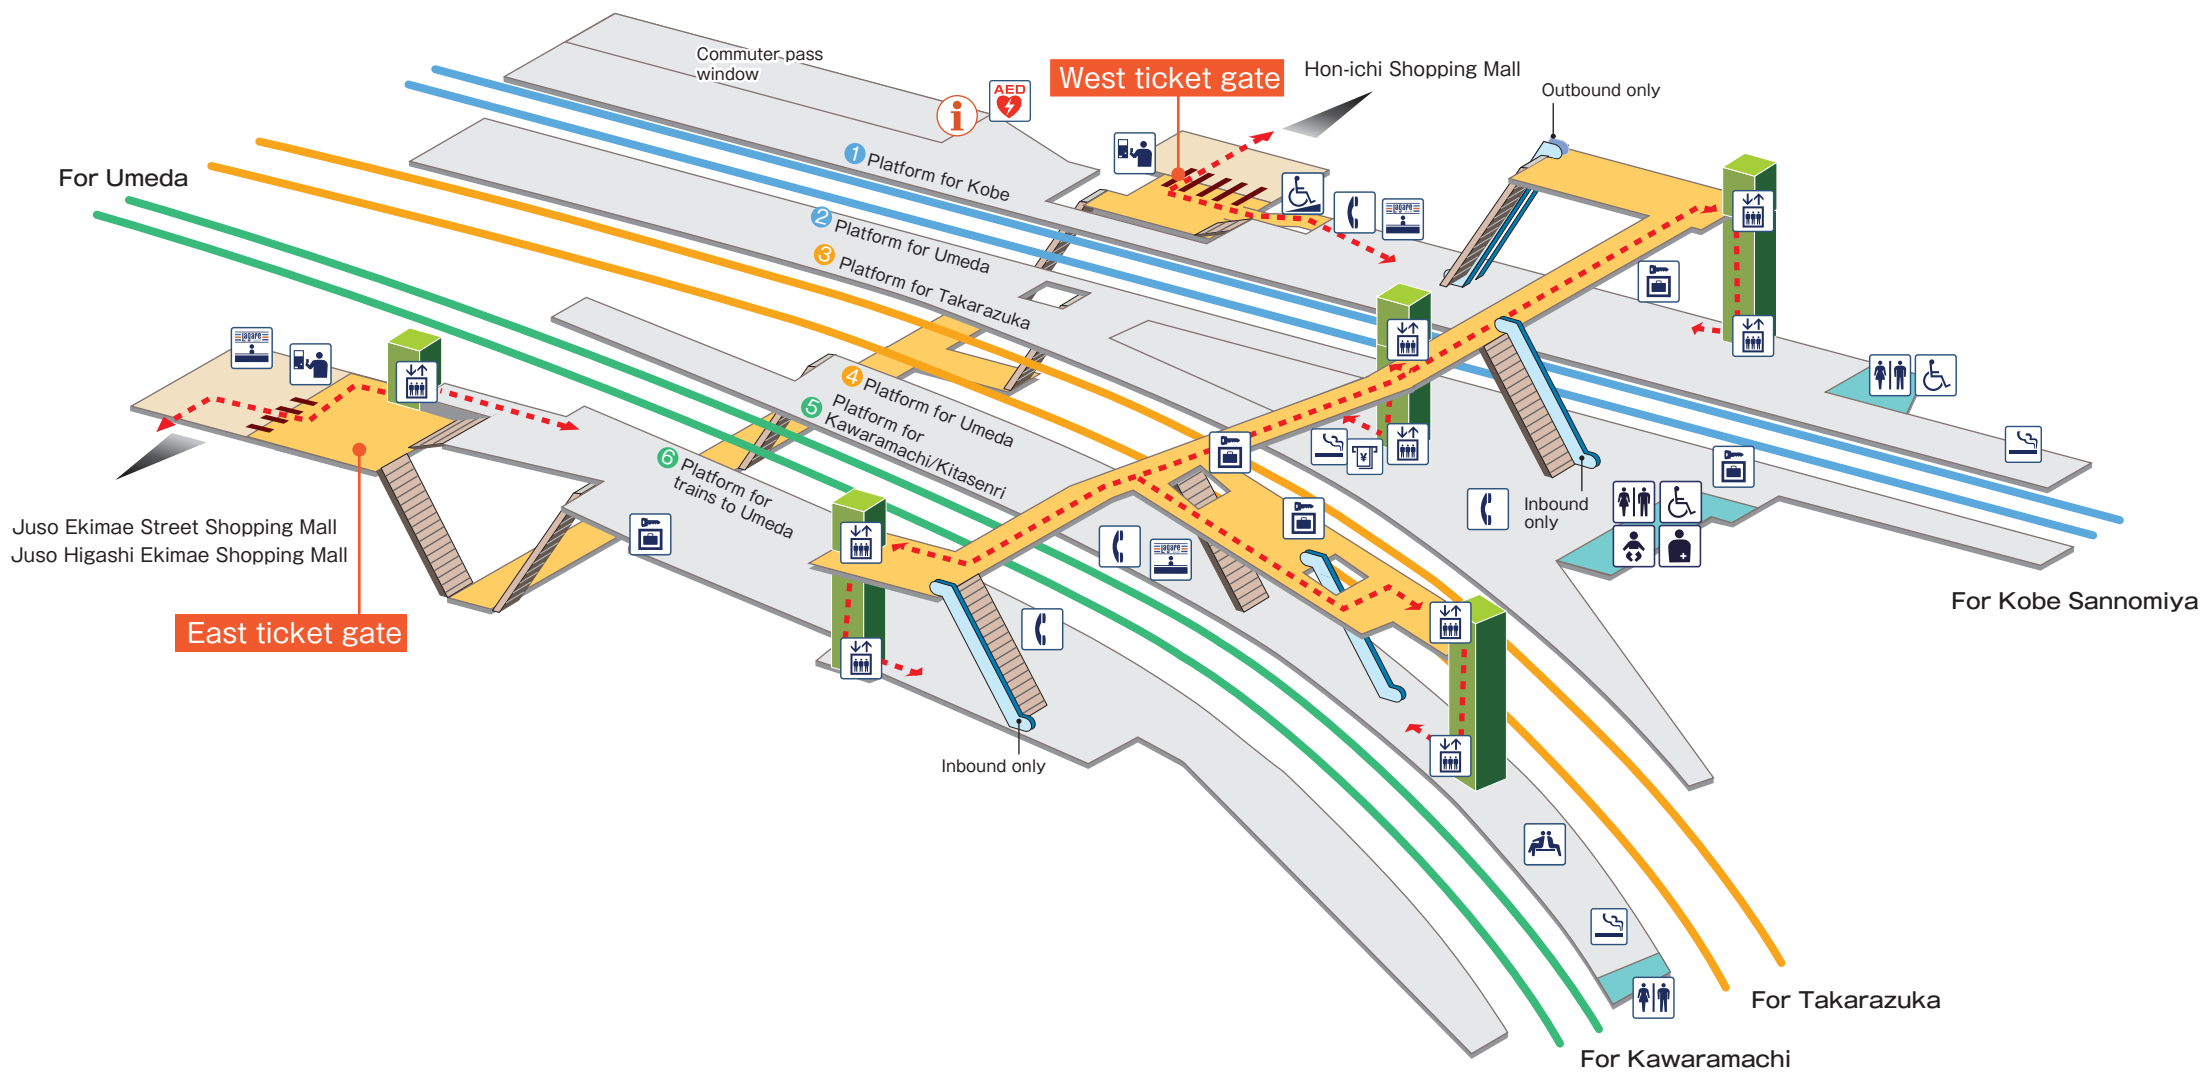 Commuter pass
window
AED
West ticket gate
Hon-ichi Shopping Mall
Outbound only
For Umeda
1 Platform for Kobe
2 Platform for Umeda
3 Platform for Takarazuka
4 Platform for Umeda
5 Platform for
Kawaramachi/Kitasenri
6 Platform for
trains to Umeda
lagare
lagare
lagare
¥
Juso Ekimae Street Shopping Mall
Juso Higashi Ekimae Shopping Mall
East ticket gate
Inbound
only
Inbound only
For Kobe Sannomiya
For Takarazuka
For Kawaramachi